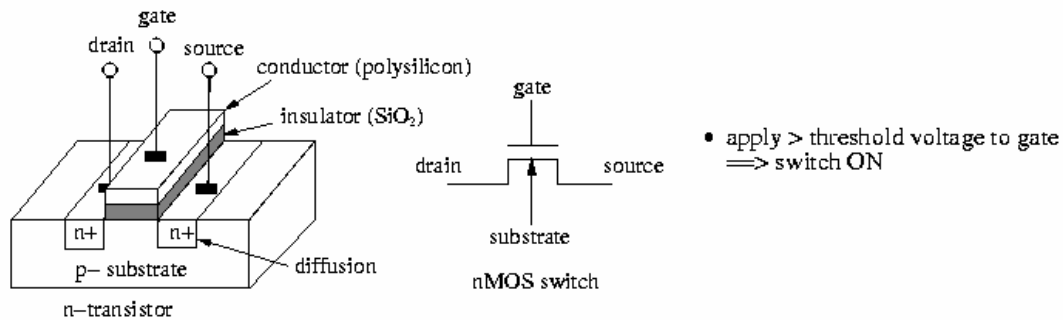 gate
drain
source
conductor (polysilicon)
insulator (SiO₂)
n+
n+
p− substrate
diffusion
n−transistor
gate
drain
source
substrate
nMOS switch
• apply > threshold voltage to gate
==> switch ON